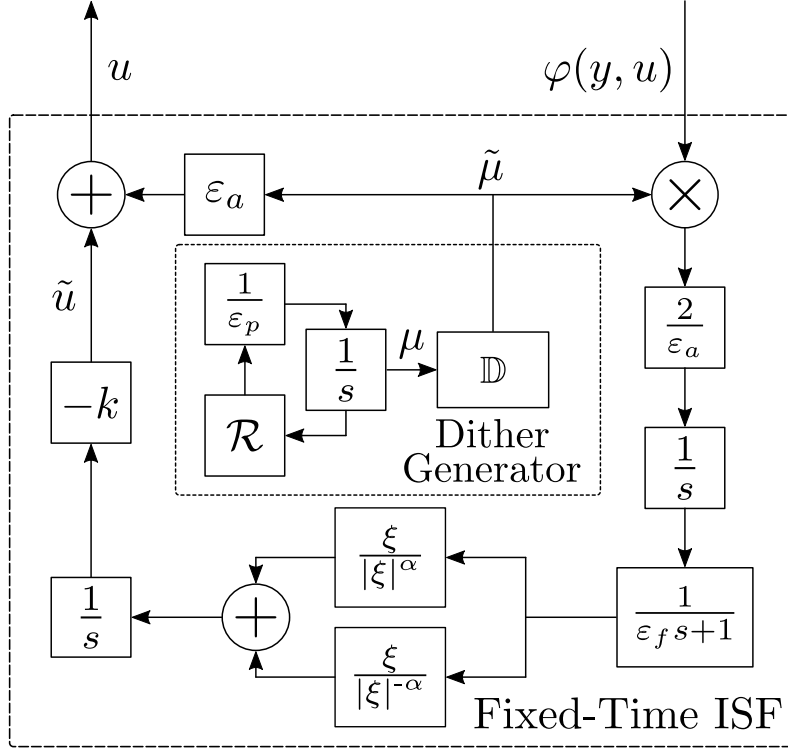 u
φ(y, u)
ε_a
μ̃
+
×
ũ
1/ε_p
2/ε_a
1/s
μ
𝔻
−k
ℛ
Dither
Generator
1/s
ξ/|ξ|^α
1/s
+
1/(ε_f s+1)
ξ/|ξ|^-α
Fixed-Time ISF